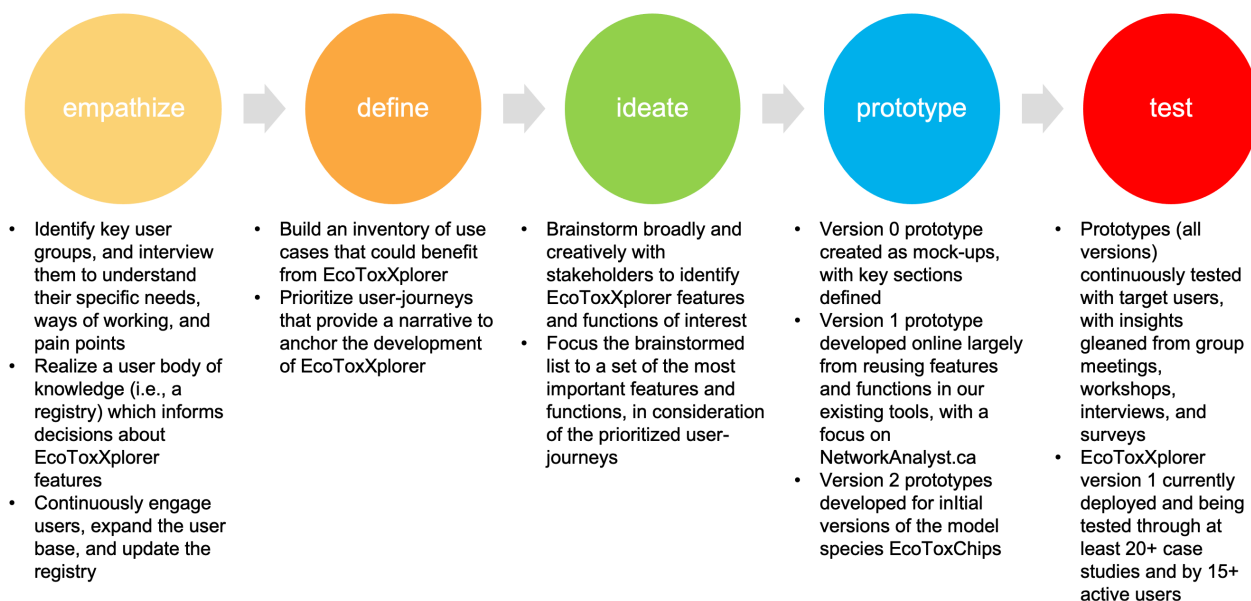 empathize
define
ideate
prototype
test
• Identify key user
groups, and interview
them to understand
their specific needs,
ways of working, and
pain points
• Realize a user body of
knowledge (i.e., a
registry) which informs
decisions about
EcoToxXplorer
features
• Continuously engage
users, expand the user
base, and update the
registry
• Build an inventory of use
cases that could benefit
from EcoToxXplorer
• Prioritize user-journeys
that provide a narrative to
anchor the development
of EcoToxXplorer
• Brainstorm broadly and
creatively with
stakeholders to identify
EcoToxXplorer features
and functions of interest
• Focus the brainstormed
list to a set of the most
important features and
functions, in consideration
of the prioritized user-
journeys
• Version 0 prototype
created as mock-ups,
with key sections
defined
• Version 1 prototype
developed online largely
from reusing features
and functions in our
existing tools, with a
focus on
NetworkAnalyst.ca
• Version 2 prototypes
developed for inItial
versions of the model
species EcoToxChips
• Prototypes (all
versions)
continuously tested
with target users,
with insights
gleaned from group
meetings,
workshops,
interviews, and
surveys
• EcoToxXplorer
version 1 currently
deployed and being
tested through at
least 20+ case
studies and by 15+
active users